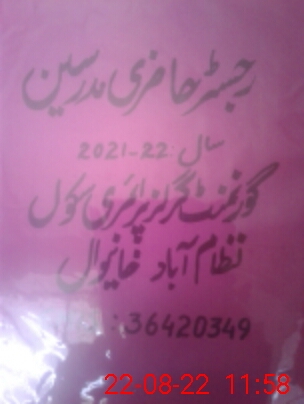 رجسٹر حاضری مدرسین
سال: 22-2021
گورنمنٹ گرلز پرائمری سکول
نظام آباد خانیوال
: 36420349
22-08-22 11:58